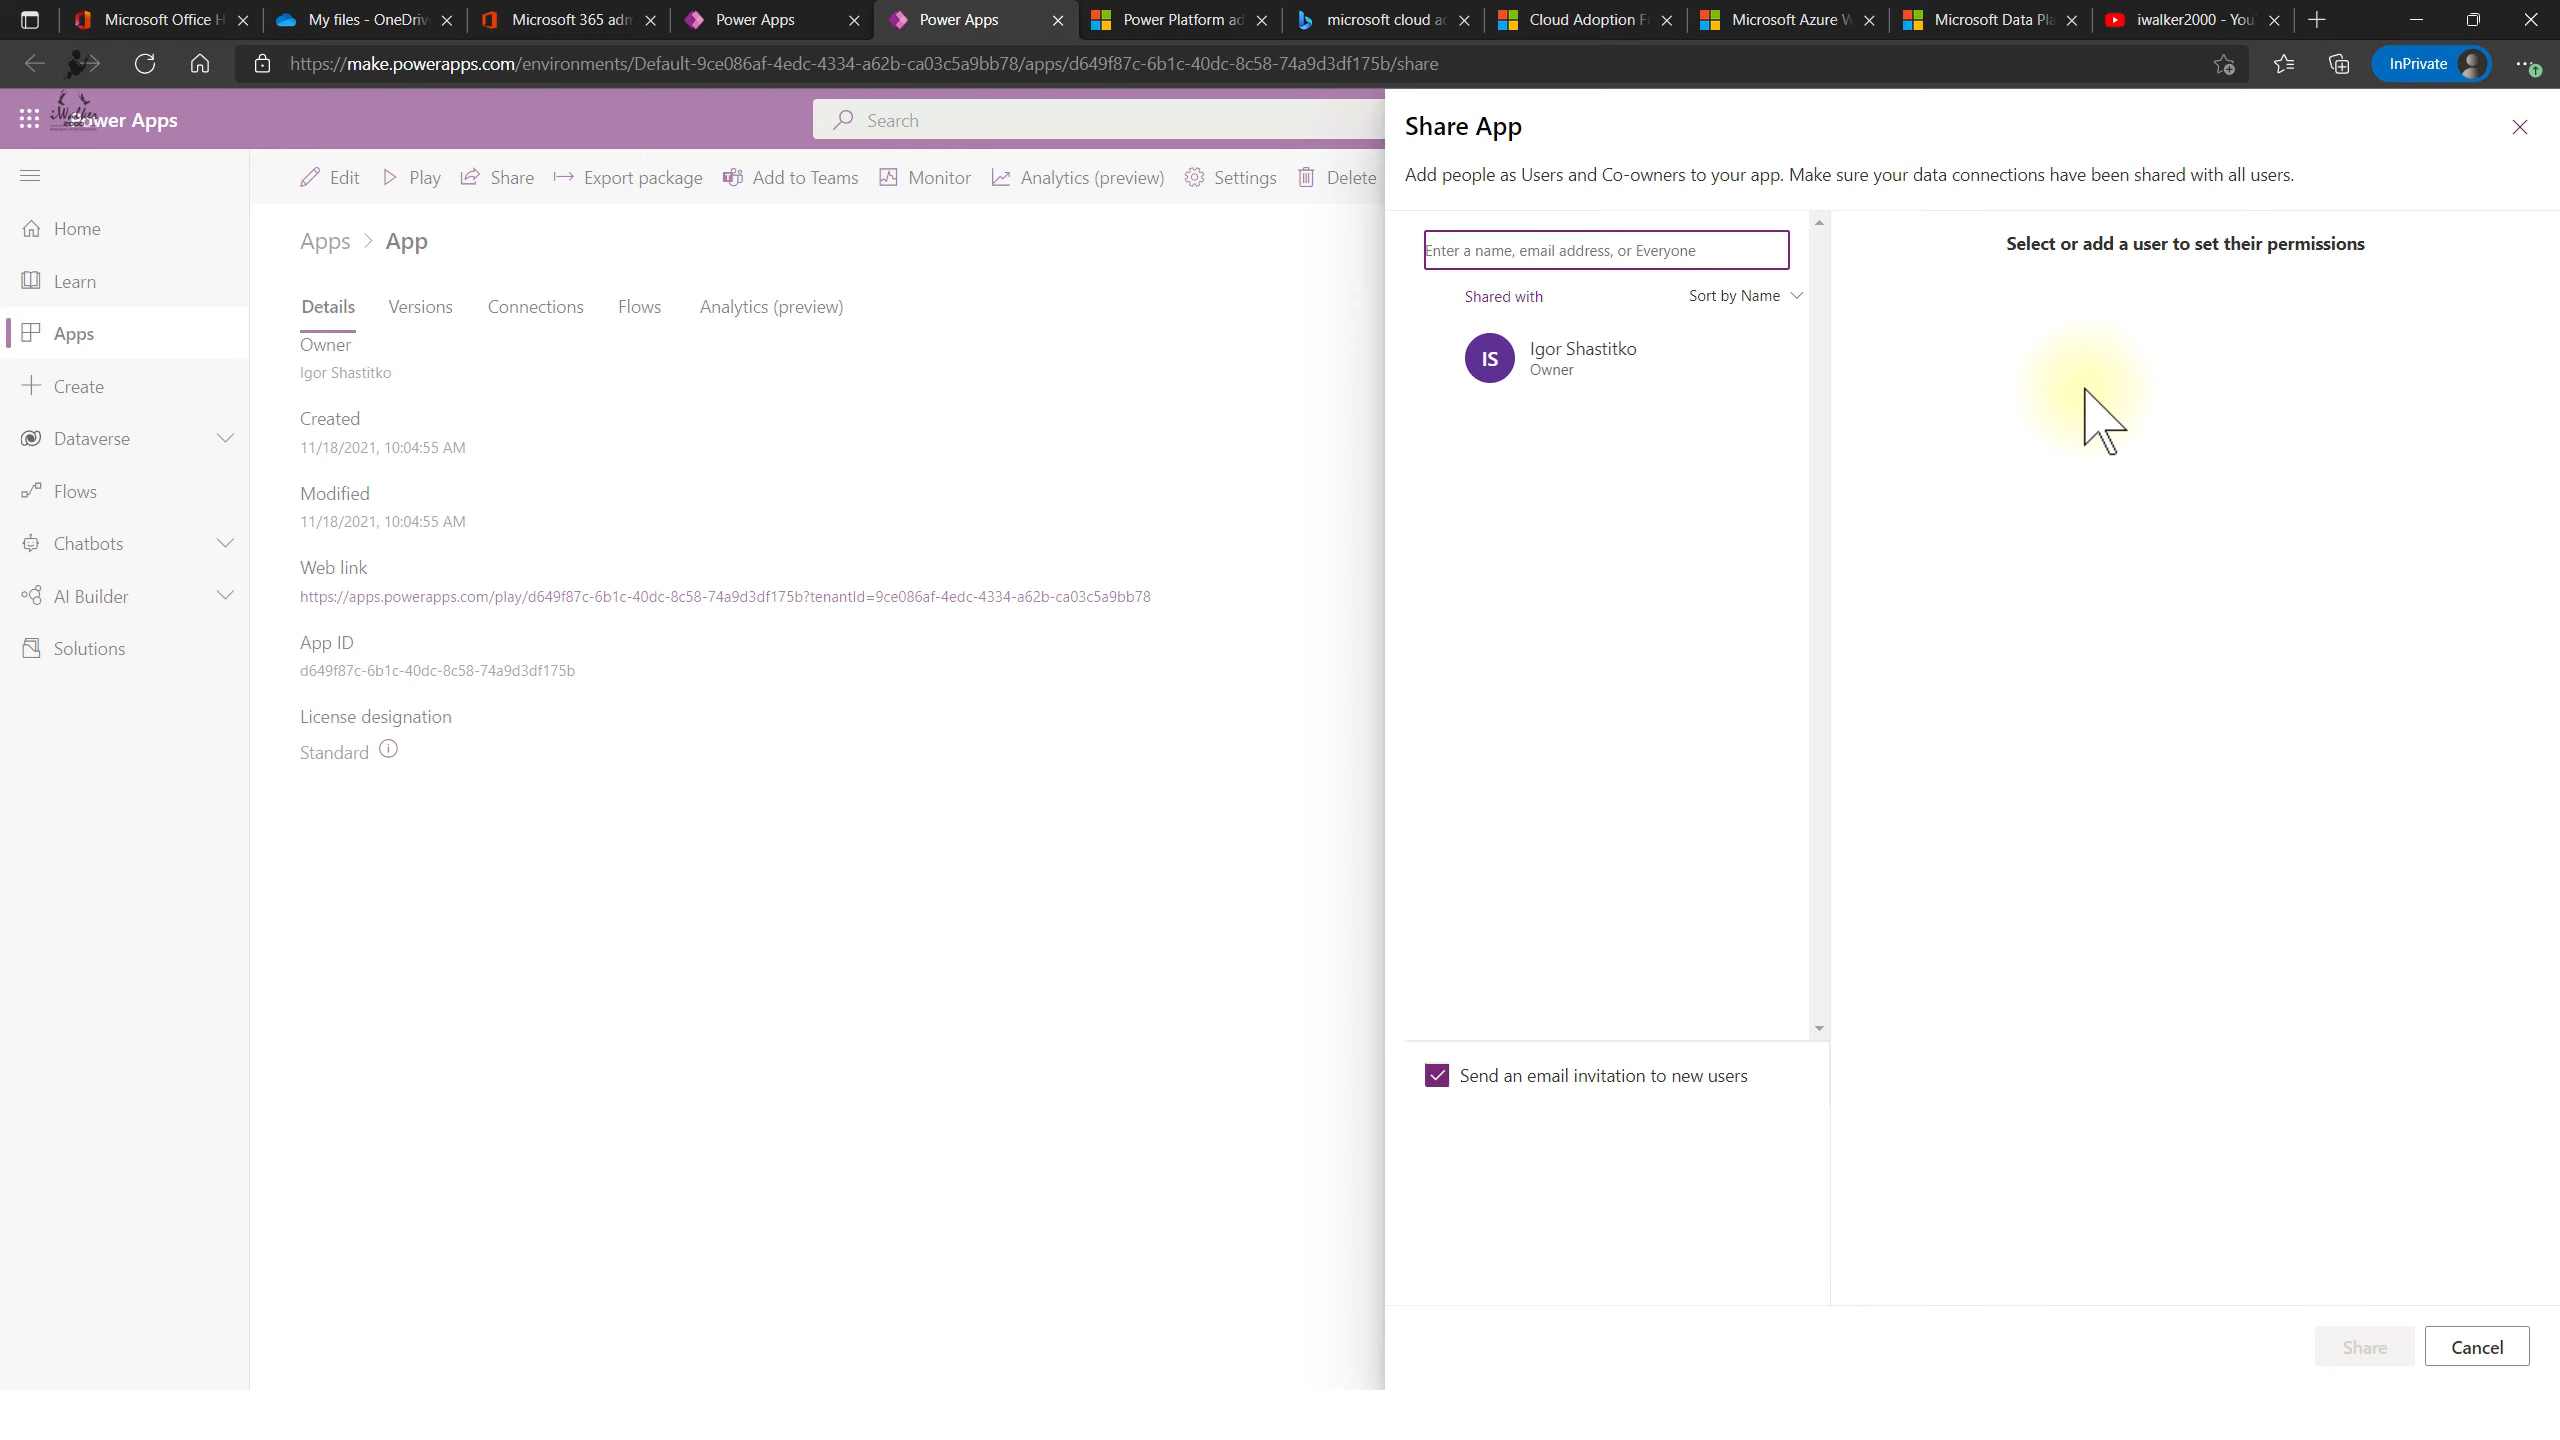 Microsoft Office H
My files - OneDriv
Microsoft 365 adm
Power Apps
Power Apps
Power Platform ad
microsoft cloud ac
Cloud Adoption F
Microsoft Azure W
Microsoft Data Pla
iwalker2000 - You
https://make.powerapps.com/environments/Default-9ce086af-4edc-4334-a62b-ca03c5a9bb78/apps/d649f87c-6b1c-40dc-8c58-74a9d3df175b/share
InPrivate
iWalker
2000
Power Apps
Search
Edit
Play
Share
Export package
Add to Teams
Monitor
Analytics (preview)
Settings
Delete
Home
Learn
Apps
Create
Dataverse
Flows
Chatbots
AI Builder
Solutions
Apps > App
Details
Versions
Connections
Flows
Analytics (preview)
Owner
Igor Shastitko
Created
11/18/2021, 10:04:55 AM
Modified
11/18/2021, 10:04:55 AM
Web link
https://apps.powerapps.com/play/d649f87c-6b1c-40dc-8c58-74a9d3df175b?tenantId=9ce086af-4edc-4334-a62b-ca03c5a9bb78
App ID
d649f87c-6b1c-40dc-8c58-74a9d3df175b
License designation
Standard
Share App
Add people as Users and Co-owners to your app. Make sure your data connections have been shared with all users.
Enter a name, email address, or Everyone
Shared with
Sort by Name
IS
Igor Shastitko
Owner
Send an email invitation to new users
Select or add a user to set their permissions
Share
Cancel